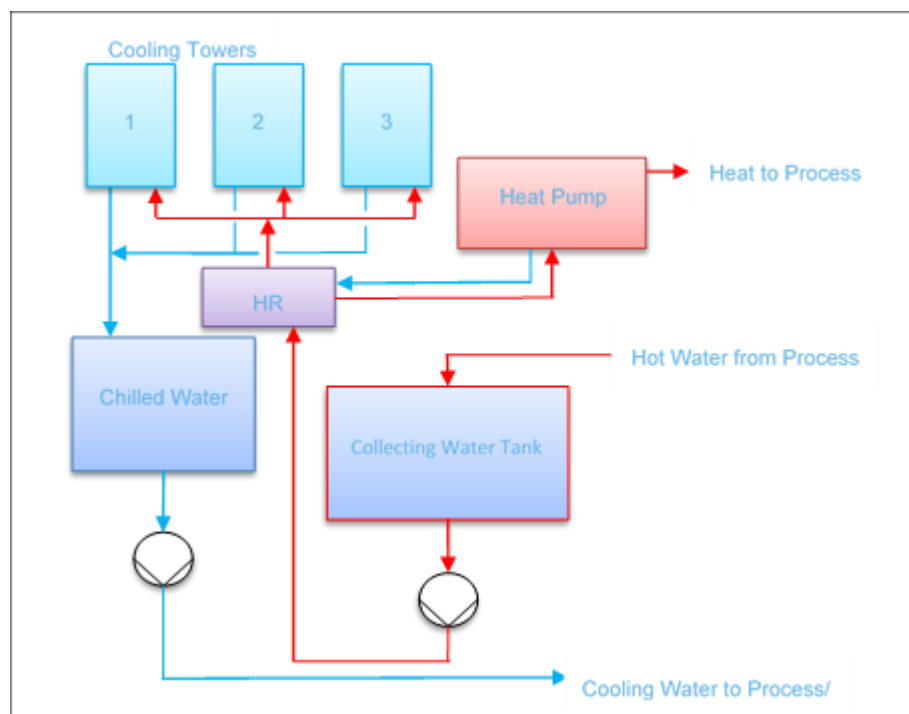 Cooling Towers
1
2
3
Heat Pump
Heat to Process
HR
Hot Water from Process
Chilled Water
Collecting Water Tank
Cooling Water to Process/